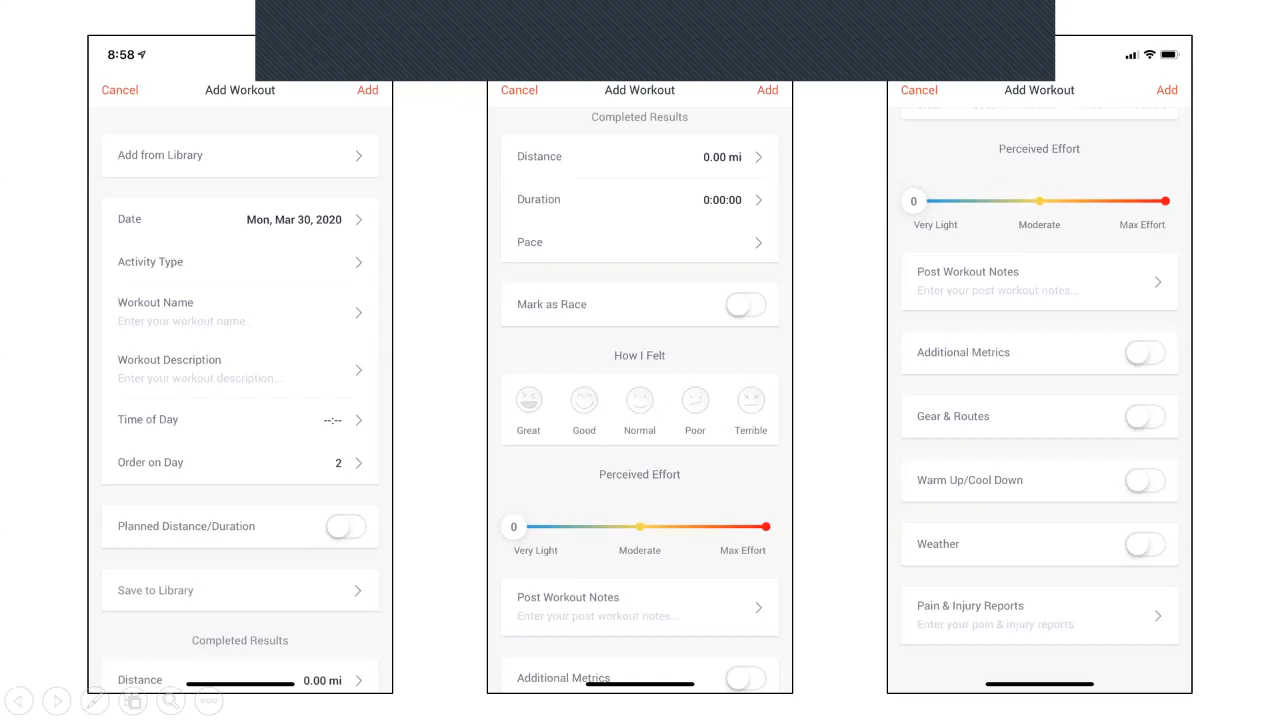 8:58
Cancel Add Workout Add
Add from Library
Date Mon, Mar 30, 2020
Activity Type
Workout Name
Enter your workout name..
Workout Description
Enter your workout description...
Time of Day --:--
Order on Day 2
Planned Distance/Duration
Save to Library
Completed Results
Distance 0.00 mi
Cancel Add Workout Add
Completed Results
Distance 0.00 mi
Duration 0:00:00
Pace
Mark as Race
How I Felt
Great Good Normal Poor Terrible
Perceived Effort
0
Very Light Moderate Max Effort
Post Workout Notes
Enter your post workout notes...
Additional Metrics
Cancel Add Workout Add
Perceived Effort
0
Very Light Moderate Max Effort
Post Workout Notes
Enter your post workout notes...
Additional Metrics
Gear & Routes
Warm Up/Cool Down
Weather
Pain & Injury Reports
Enter your pain & injury reports